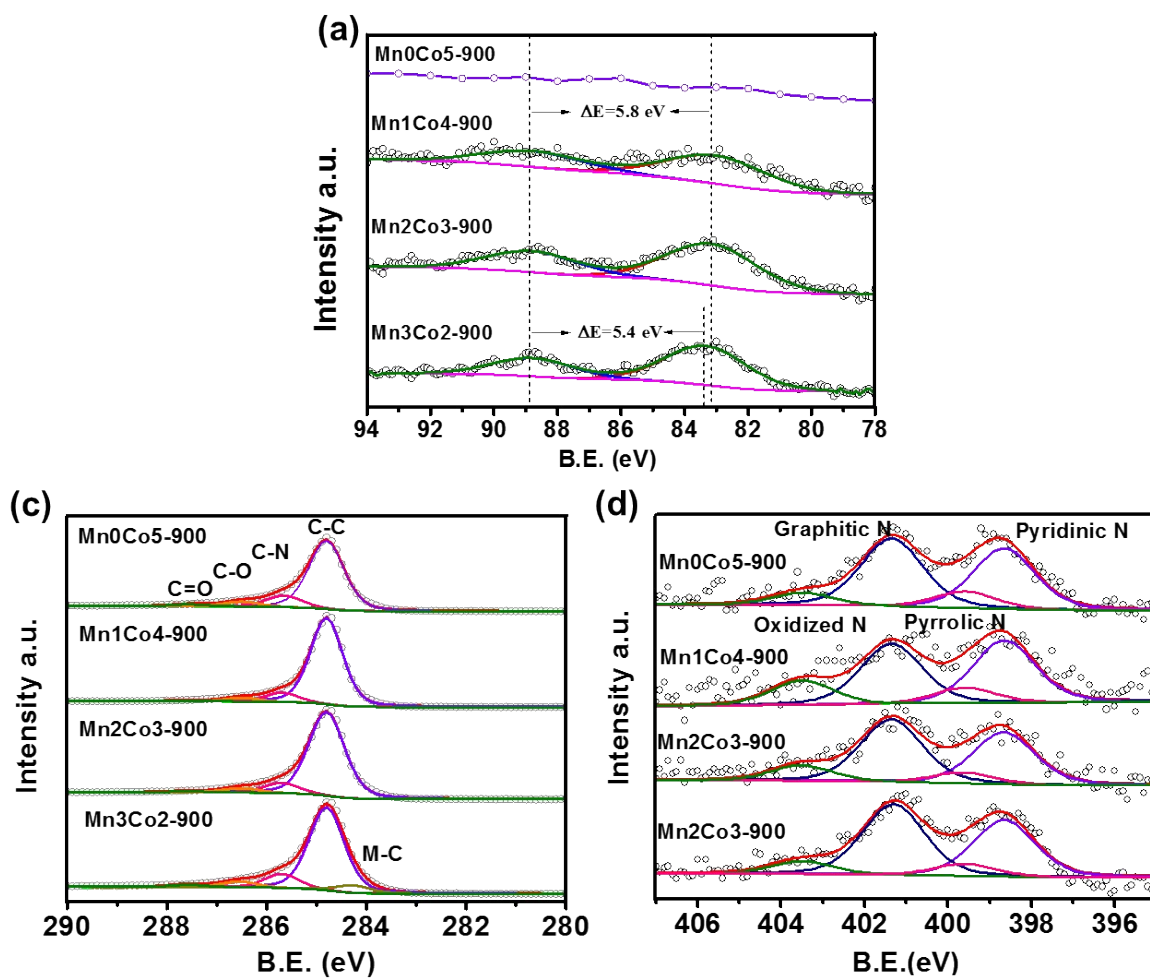 (a)
Mn0Co5-900
ΔE=5.8 eV
Mn1Co4-900
Mn2Co3-900
Mn3Co2-900
ΔE=5.4 eV
Intensity a.u.
94 92 90 88 86 84 82 80 78
B.E. (eV)
(c)
Mn0Co5-900
C-C
C-N
C-O
C=O
Mn1Co4-900
Mn2Co3-900
Mn3Co2-900
M-C
Intensity a.u.
290 288 286 284 282 280
B.E. (eV)
(d)
Graphitic N
Pyridinic N
Mn0Co5-900
Oxidized N
Pyrrolic N
Mn1Co4-900
Mn2Co3-900
Mn2Co3-900
Intensity a.u.
406 404 402 400 398 396
B.E.(eV)